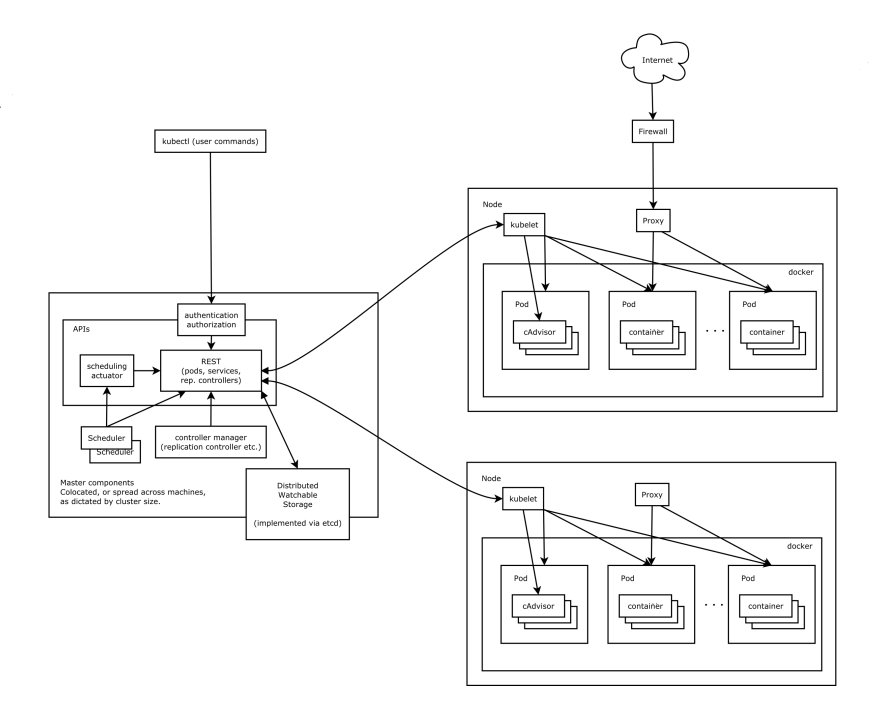 Internet
Firewall
kubectl (user commands)
Node
kubelet
Proxy
docker
Pod
Pod
Pod
cAdvisor
container
. . .
container
authentication
authorization
APIs
REST
(pods, services,
rep. controllers)
scheduling
actuator
Scheduler
Scheduler
controller manager
(replication controller etc.)
Master components
Colocated, or spread across machines,
as dictated by cluster size.
Distributed
Watchable
Storage
(implemented via etcd)
Node
kubelet
Proxy
docker
Pod
Pod
Pod
cAdvisor
container
. . .
container